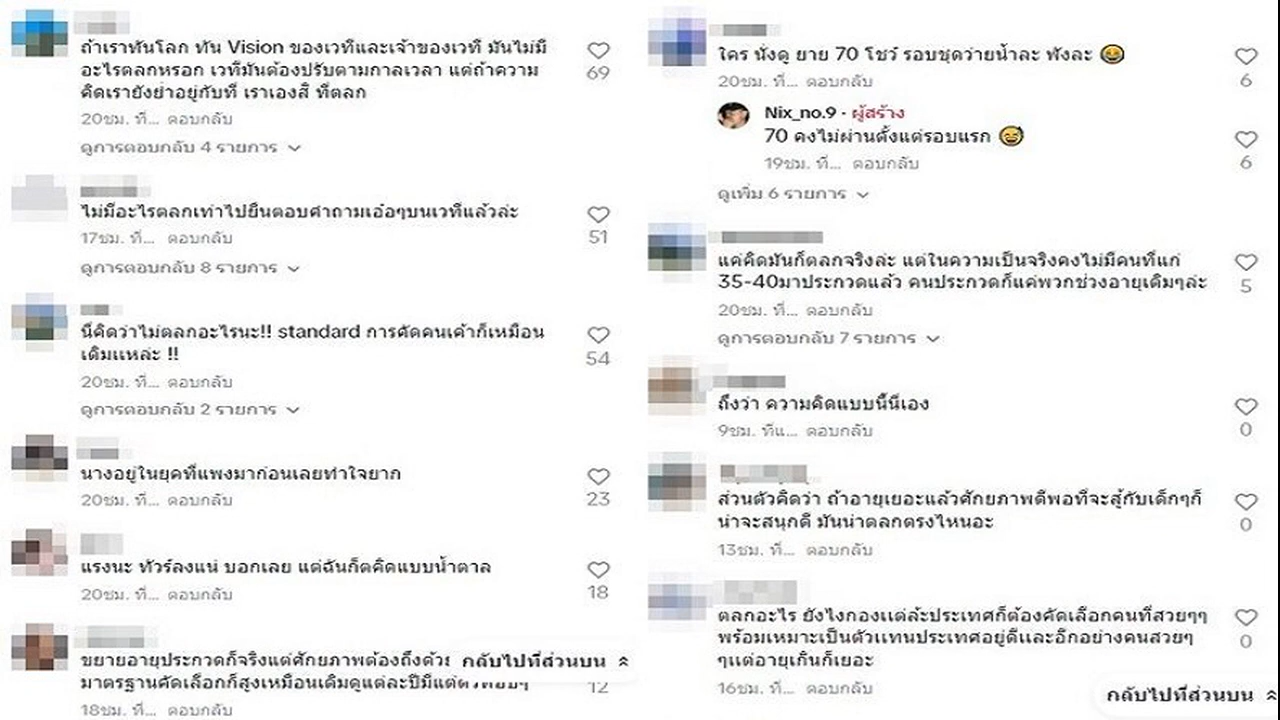 ถ้าเราทันโลก ทัน Vision ของเวทีและเจ้าของเวที มันไม่มี
อะไรตลกหรอก เวทีมันต้องปรับตามกาลเวลา แต่ถ้าความ
คิดเรายังย่ำอยู่กับที่ เราเองสิ ที่ตลก
69
20ชม. ที่... ตอบกลับ
ดูการตอบกลับ 4 รายการ
ไม่มีอะไรตลกเท่าไปยืนตอบคำถามเอ๋อๆบนเวทีแล้วล่ะ
51
17ชม. ที่... ตอบกลับ
ดูการตอบกลับ 8 รายการ
นี่คิดว่าไม่ตลกอะไรนะ!! standard การคัดคนเค้าก็เหมือน
เดิมแหล่ะ !!
54
20ชม. ที่... ตอบกลับ
ดูการตอบกลับ 2 รายการ
นางอยู่ในยุคที่แพงมาก่อนเลยทำใจยาก
23
20ชม. ที่... ตอบกลับ
แรงนะ ทัวร์ลงแน่ บอกเลย แต่ฉันก็คิดแบบน้ำตาล
18
20ชม. ที่... ตอบกลับ
ขยายอายุประกวดก็จริงแต่ศักยภาพต้องถึงด้วย
มาตรฐานคัดเลือกก็สูงเหมือนเดิมดูแต่ละปีมีแต่ตัวท็อปๆ
12
18ชม. ที่... ตอบกลับ
กลับไปที่ส่วนบน
ใคร นั่งดู ยาย 70 โชว์ รอบชุดว่ายน้ำละ พังละ 😂
6
20ชม. ที่... ตอบกลับ
Nix_no.9 · ผู้สร้าง
70 คงไม่ผ่านตั้งแต่รอบแรก 😅
6
19ชม. ที่... ตอบกลับ
ดูเพิ่ม 6 รายการ
แค่คิดมันก็ตลกจริงล่ะ แต่ในความเป็นจริงคงไม่มีคนที่แก่
35-40มาประกวดแล้ว คนประกวดก็แค่พวกช่วงอายุเดิมๆล่ะ
5
20ชม. ที่... ตอบกลับ
ดูการตอบกลับ 7 รายการ
ถึงว่า ความคิดแบบนี้นี่เอง
0
9ชม. ที่แ... ตอบกลับ
ส่วนตัวคิดว่า ถ้าอายุเยอะแล้วศักยภาพดีพอที่จะสู้กับเด็กๆก็
น่าจะสนุกดี มันน่าตลกตรงไหนอะ
0
13ชม. ที่... ตอบกลับ
ตลกอะไร ยังไงกองแต่ล้ะประเทศก็ต้องคัดเลือกคนที่สวยๆๆ
พร้อมเหมาะเป็นตัวแทนประเทศอยู่ดีและอีกอย่างคนสวยๆ
ๆแต่อายุเกิ้นก็เยอะ
0
16ชม. ที่... ตอบกลับ
กลับไปที่ส่วนบน